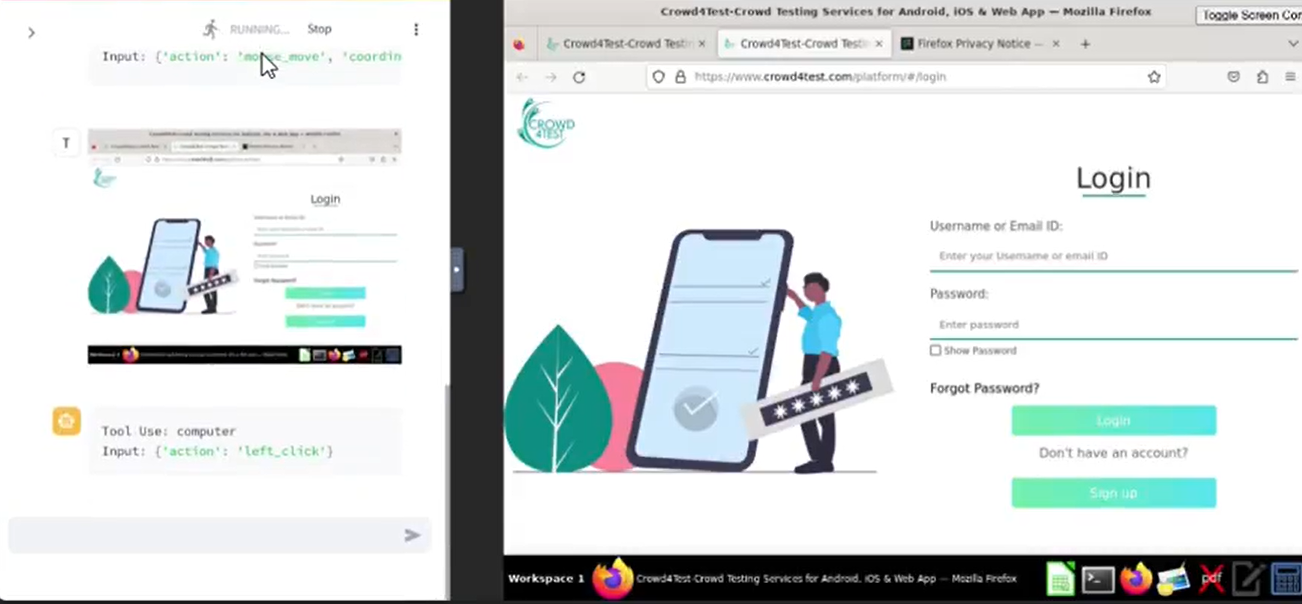 RUNNING...
Stop
Input: {'action': 'mouse_move', 'coordin
T
Login
Tool Use: computer
Input: {'action': 'left_click'}
Crowd4Test-Crowd Testing Services for Android, iOS & Web App — Mozilla Firefox
Toggle Screen Cor
Crowd4Test-Crowd Testin
Crowd4Test-Crowd Testin
Firefox Privacy Notice —
https://www.crowd4test.com/platform/#/login
CROWD
4TEST
Login
Username or Email ID:
Enter your Username or email ID
Password:
Enter password
Show Password
Forgot Password?
Login
Don't have an account?
Sign up
Workspace 1
Crowd4Test-Crowd Testing Services for Android, iOS & Web App — Mozilla Firefox
pdf